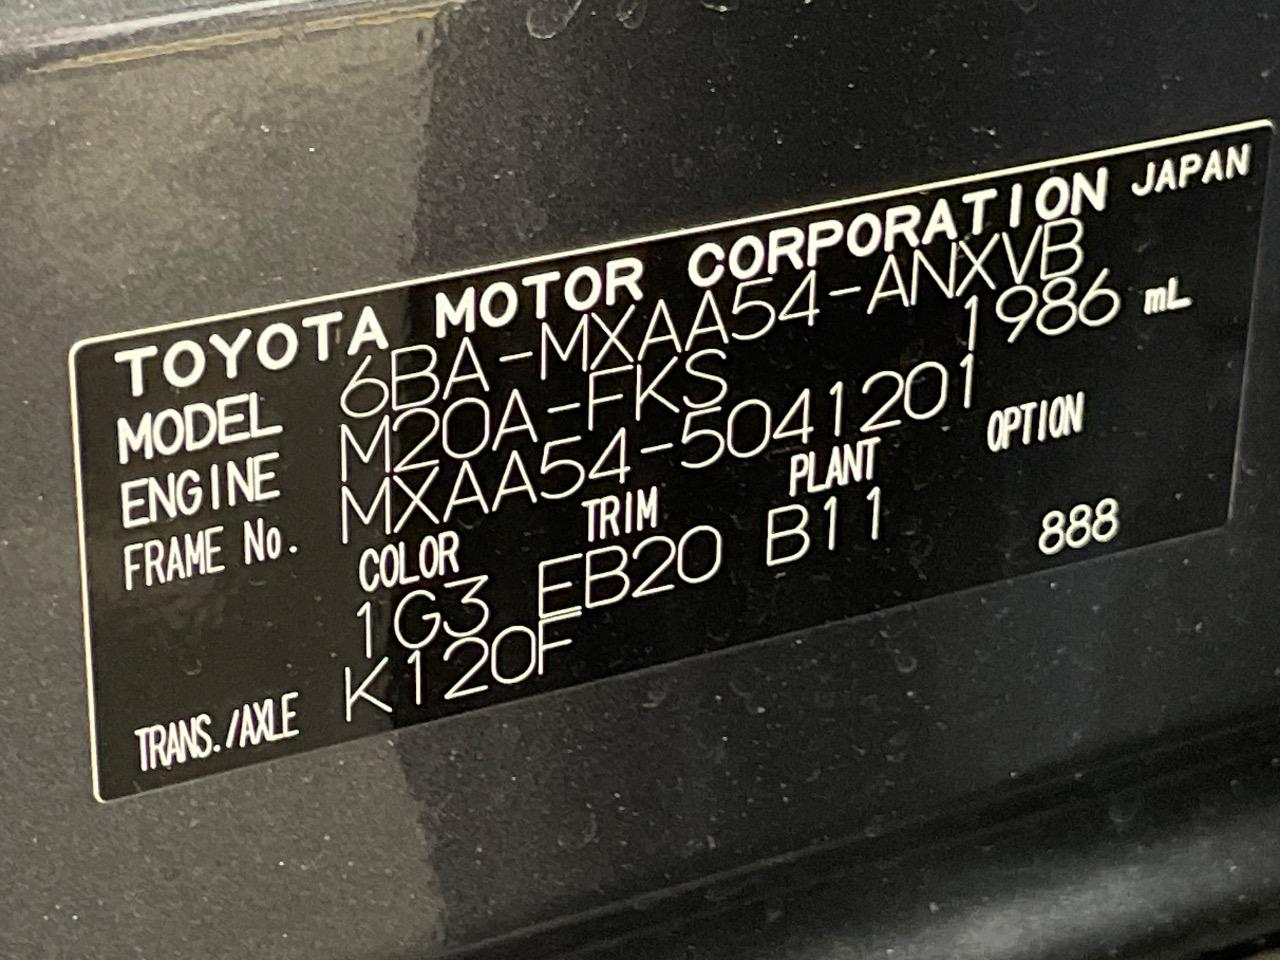 TOYOTA MOTOR CORPORATION JAPAN
MODEL 6BA-MXAA54-ANXVB
ENGINE M20A-FKS 1986 mL
FRAME No. MXAA54-5041201
COLOR TRIM PLANT OPTION
1G3 EB20 B11 888
TRANS./AXLE K120F